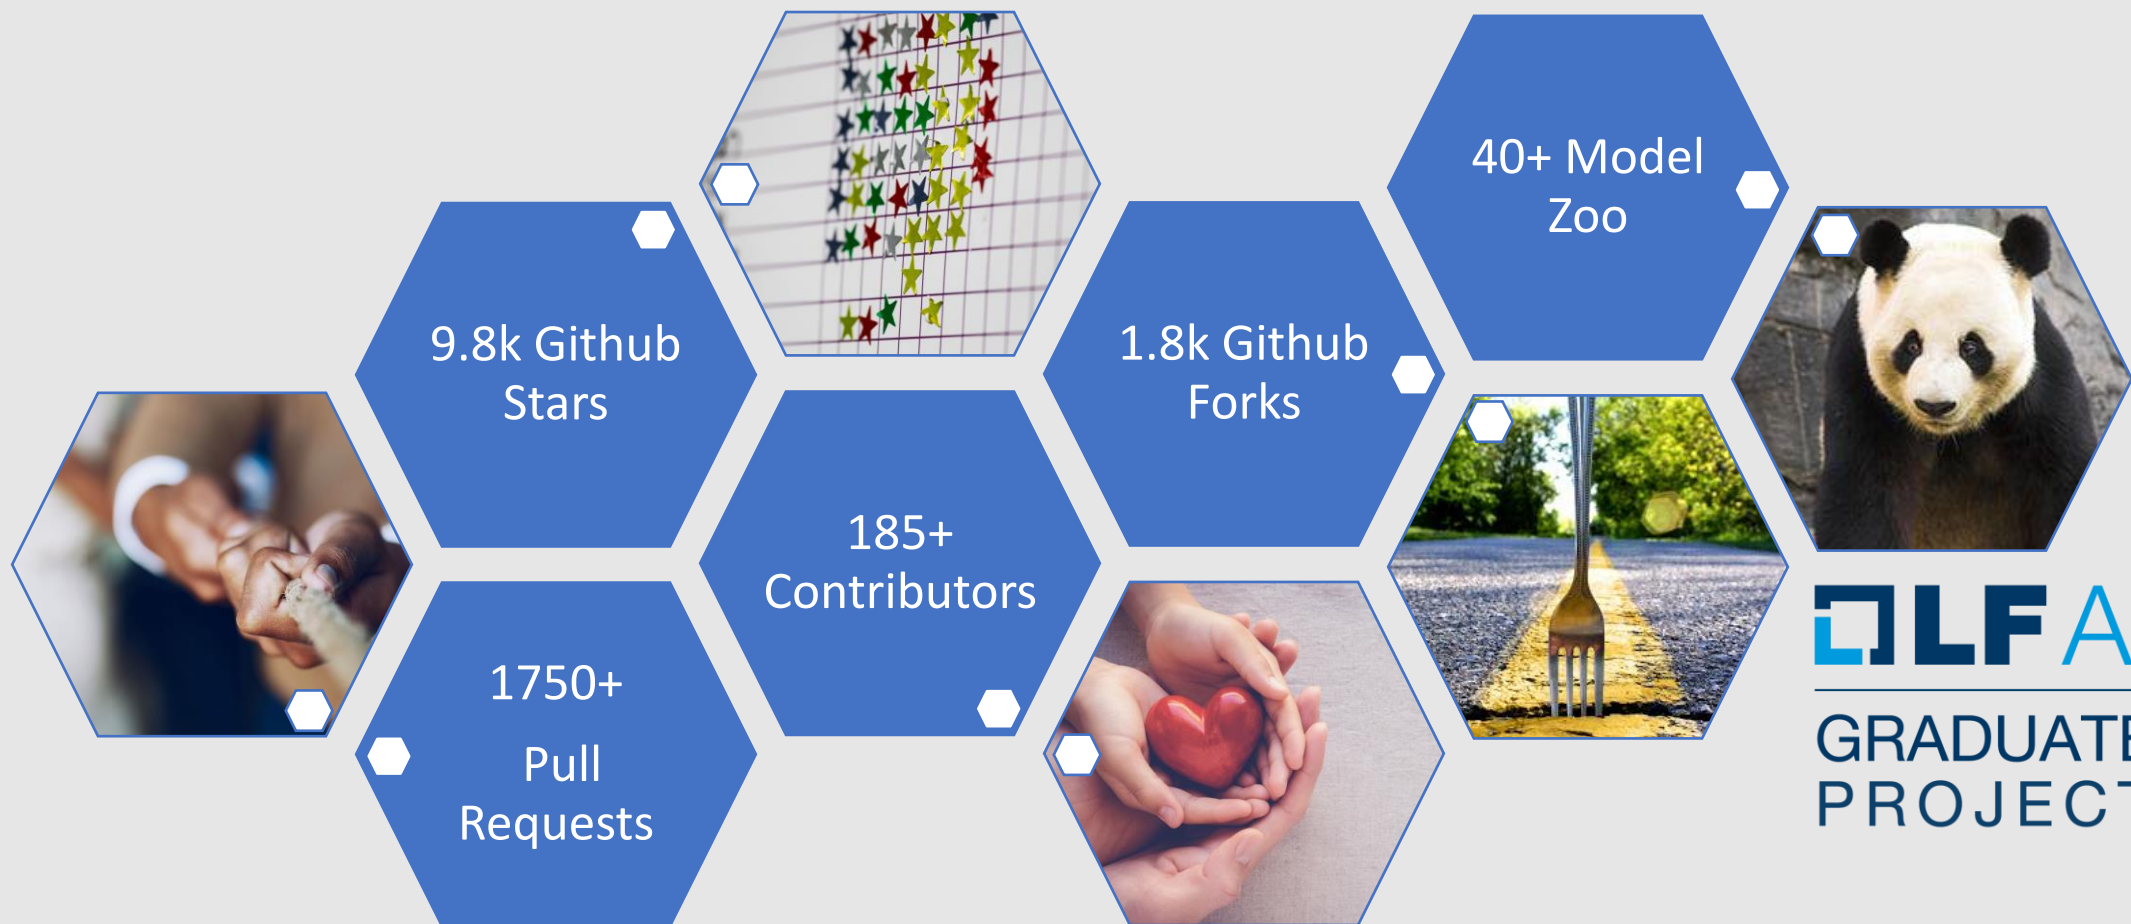 9.8k Github
Stars
1750+
Pull
Requests
185+
Contributors
1.8k Github
Forks
40+ Model
Zoo
LF A
GRADUATE
PROJECT